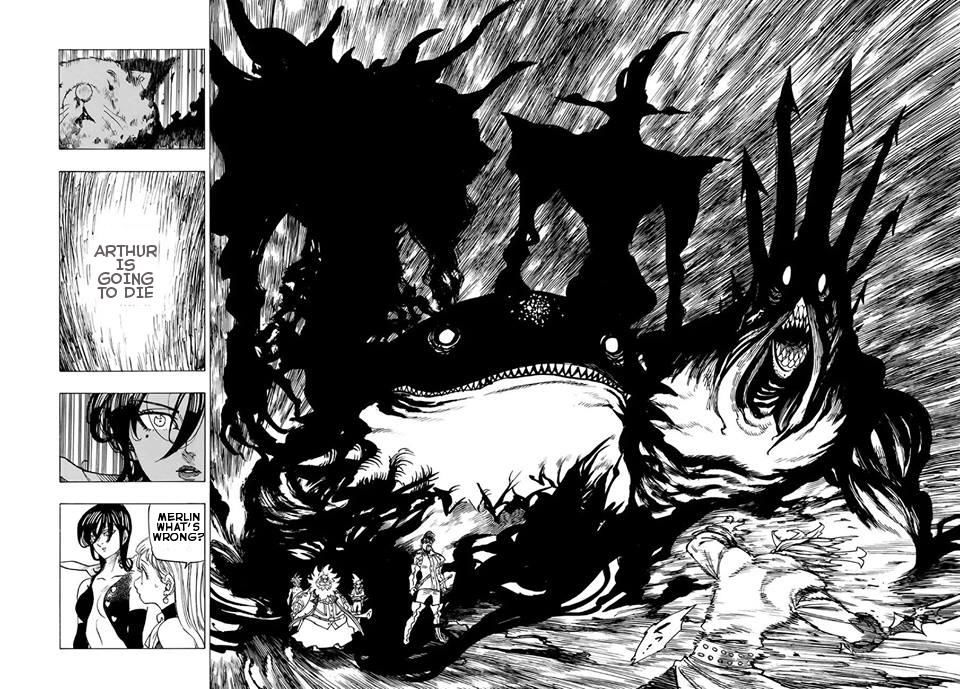 ARTHUR
IS
GOING
TO DIE
MERLIN
WHAT'S
WRONG?